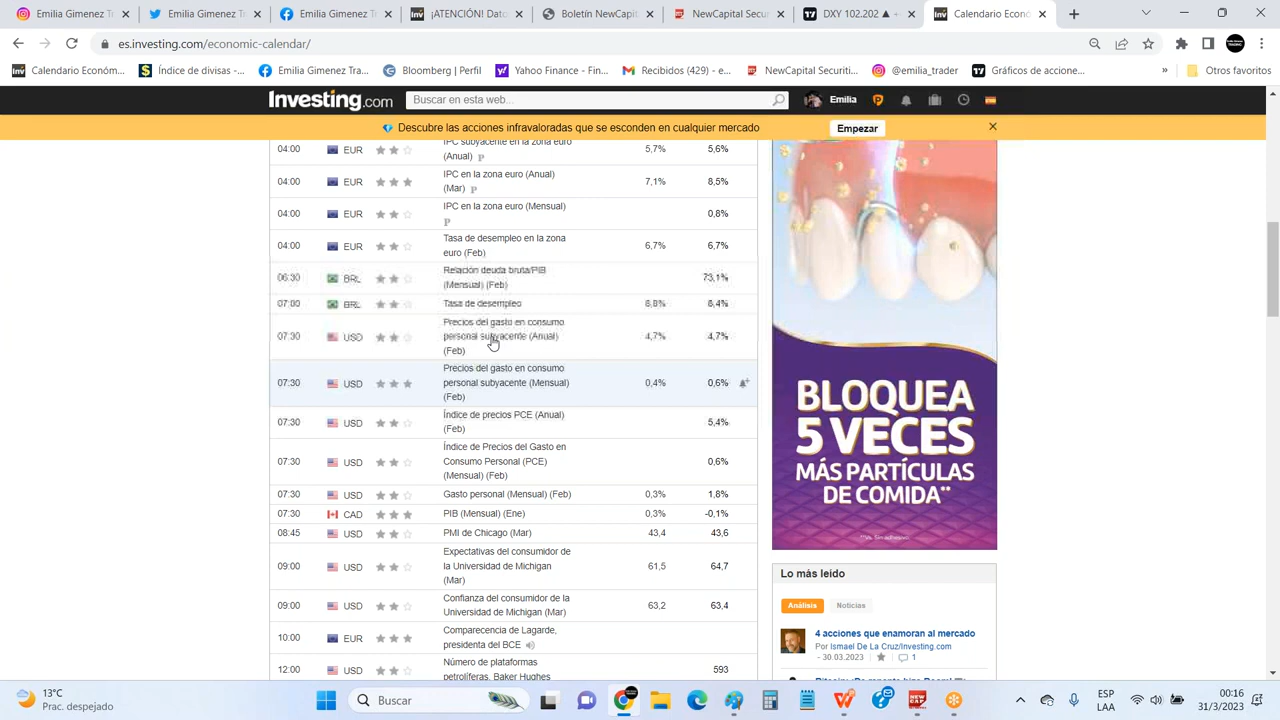 Emilia Gimenez T
Emilia Gimenez Tr
Emilia Gimenez Tr
¡ATENCIÓN! Dato
Boletín NewCapit
NewCapital Secur
DXY 102.202
Calendario Econó
es.investing.com/economic-calendar/
Calendario Económ...
Índice de divisas -...
Emilia Gimenez Tra...
Bloomberg | Perfil
Yahoo Finance - Fin...
Recibidos (429) - e...
NewCapital Securiti...
@emilia_trader
Gráficos de accione...
»
Otros favoritos
Investing.com
Buscar en esta web...
Emilia
Descubre las acciones infravaloradas que se esconden en cualquier mercado
Empezar
04:00 EUR IPC subyacente en la zona euro 5,7% 5,6%
(Anual) P
04:00 EUR IPC en la zona euro (Anual) 7,1% 8,5%
(Mar) P
04:00 EUR IPC en la zona euro (Mensual) 0,8%
P
04:00 EUR Tasa de desempleo en la zona 6,7% 6,7%
euro (Feb)
06:30 BRL Relación deuda bruta/PIB 73,1%
(Mensual) (Feb)
07:00 BRL Tasa de desempleo
07:30 USD Precios del gasto en consumo 4,7% 4,7%
personal subyacente (Anual)
(Feb)
07:30 USD Precios del gasto en consumo 0,4% 0,6%
personal subyacente (Mensual)
(Feb)
07:30 USD Índice de precios PCE (Anual) 5,4%
(Feb)
07:30 USD Índice de Precios del Gasto en 0,6%
Consumo Personal (PCE)
(Mensual) (Feb)
07:30 USD Gasto personal (Mensual) (Feb) 0,3% 1,8%
07:30 CAD PIB (Mensual) (Ene) 0,3% -0,1%
08:45 USD PMI de Chicago (Mar) 43,4 43,6
09:00 USD Expectativas del consumidor de 61,5 64,7
la Universidad de Michigan
(Mar)
09:00 USD Confianza del consumidor de la 63,2 63,4
Universidad de Michigan (Mar)
10:00 EUR Comparecencia de Lagarde,
presidenta del BCE
12:00 USD Número de plataformas 593
petrolíferas, Baker Hughes
BLOQUEA
5 VECES
MÁS PARTÍCULAS
DE COMIDA**
Lo más leído
Análisis
Noticias
4 acciones que enamoran al mercado
Por Ismael De La Cruz/Investing.com
- 30.03.2023 1
13°C
Prac. despejado
Buscar
ESP
LAA
00:16
31/3/2023